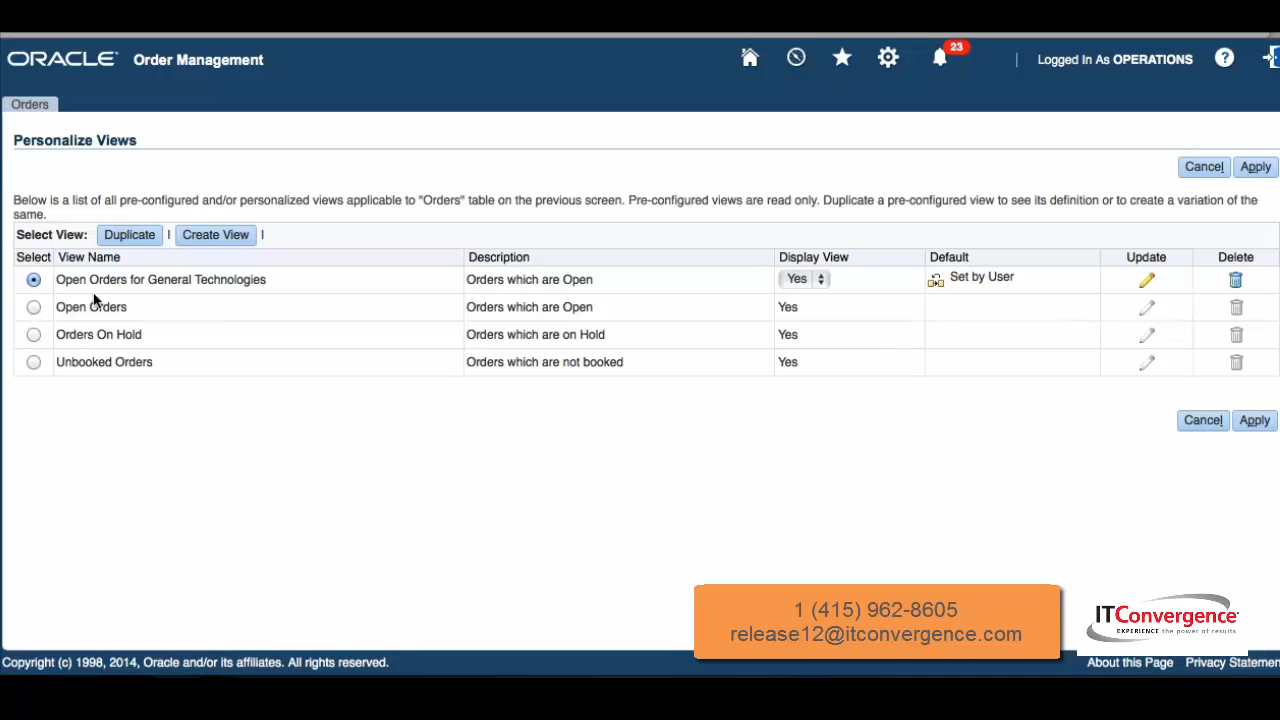 ORACLE Order Management 23 Logged In As OPERATIONS ?
Orders
Personalize Views
Cancel Apply
Below is a list of all pre-configured and/or personalized views applicable to "Orders" table on the previous screen. Pre-configured views are read only. Duplicate a pre-configured view to see its definition or to create a variation of the
same.
Select View: Duplicate | Create View |
Select View Name Description Display View Default Update Delete
Open Orders for General Technologies Orders which are Open Yes Set by User
Open Orders Orders which are Open Yes
Orders On Hold Orders which are on Hold Yes
Unbooked Orders Orders which are not booked Yes
Cancel Apply
1 (415) 962-8605
release12@itconvergence.com
ITConvergence
EXPERIENCE the power of results
Copyright (c) 1998, 2014, Oracle and/or its affiliates. All rights reserved. About this Page Privacy Statemen